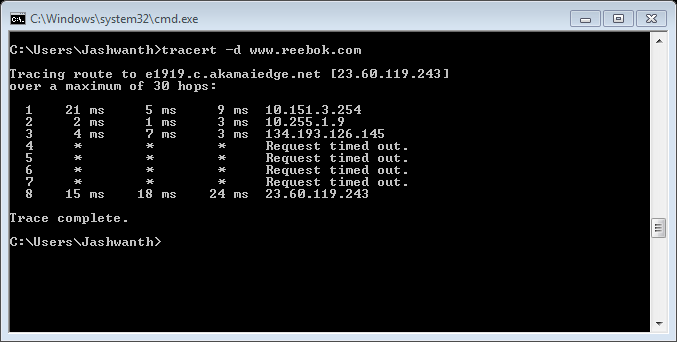 C:\Windows\system32\cmd.exe
C:\Users\Jashwanth>tracert -d www.reebok.com
Tracing route to e1919.c.akamaiedge.net [23.60.119.243]
over a maximum of 30 hops:
1 21 ms 5 ms 9 ms 10.151.3.254
2 2 ms 1 ms 3 ms 10.255.1.9
3 4 ms 7 ms 3 ms 134.193.126.145
4 * * * Request timed out.
5 * * * Request timed out.
6 * * * Request timed out.
7 * * * Request timed out.
8 15 ms 18 ms 24 ms 23.60.119.243
Trace complete.
C:\Users\Jashwanth>